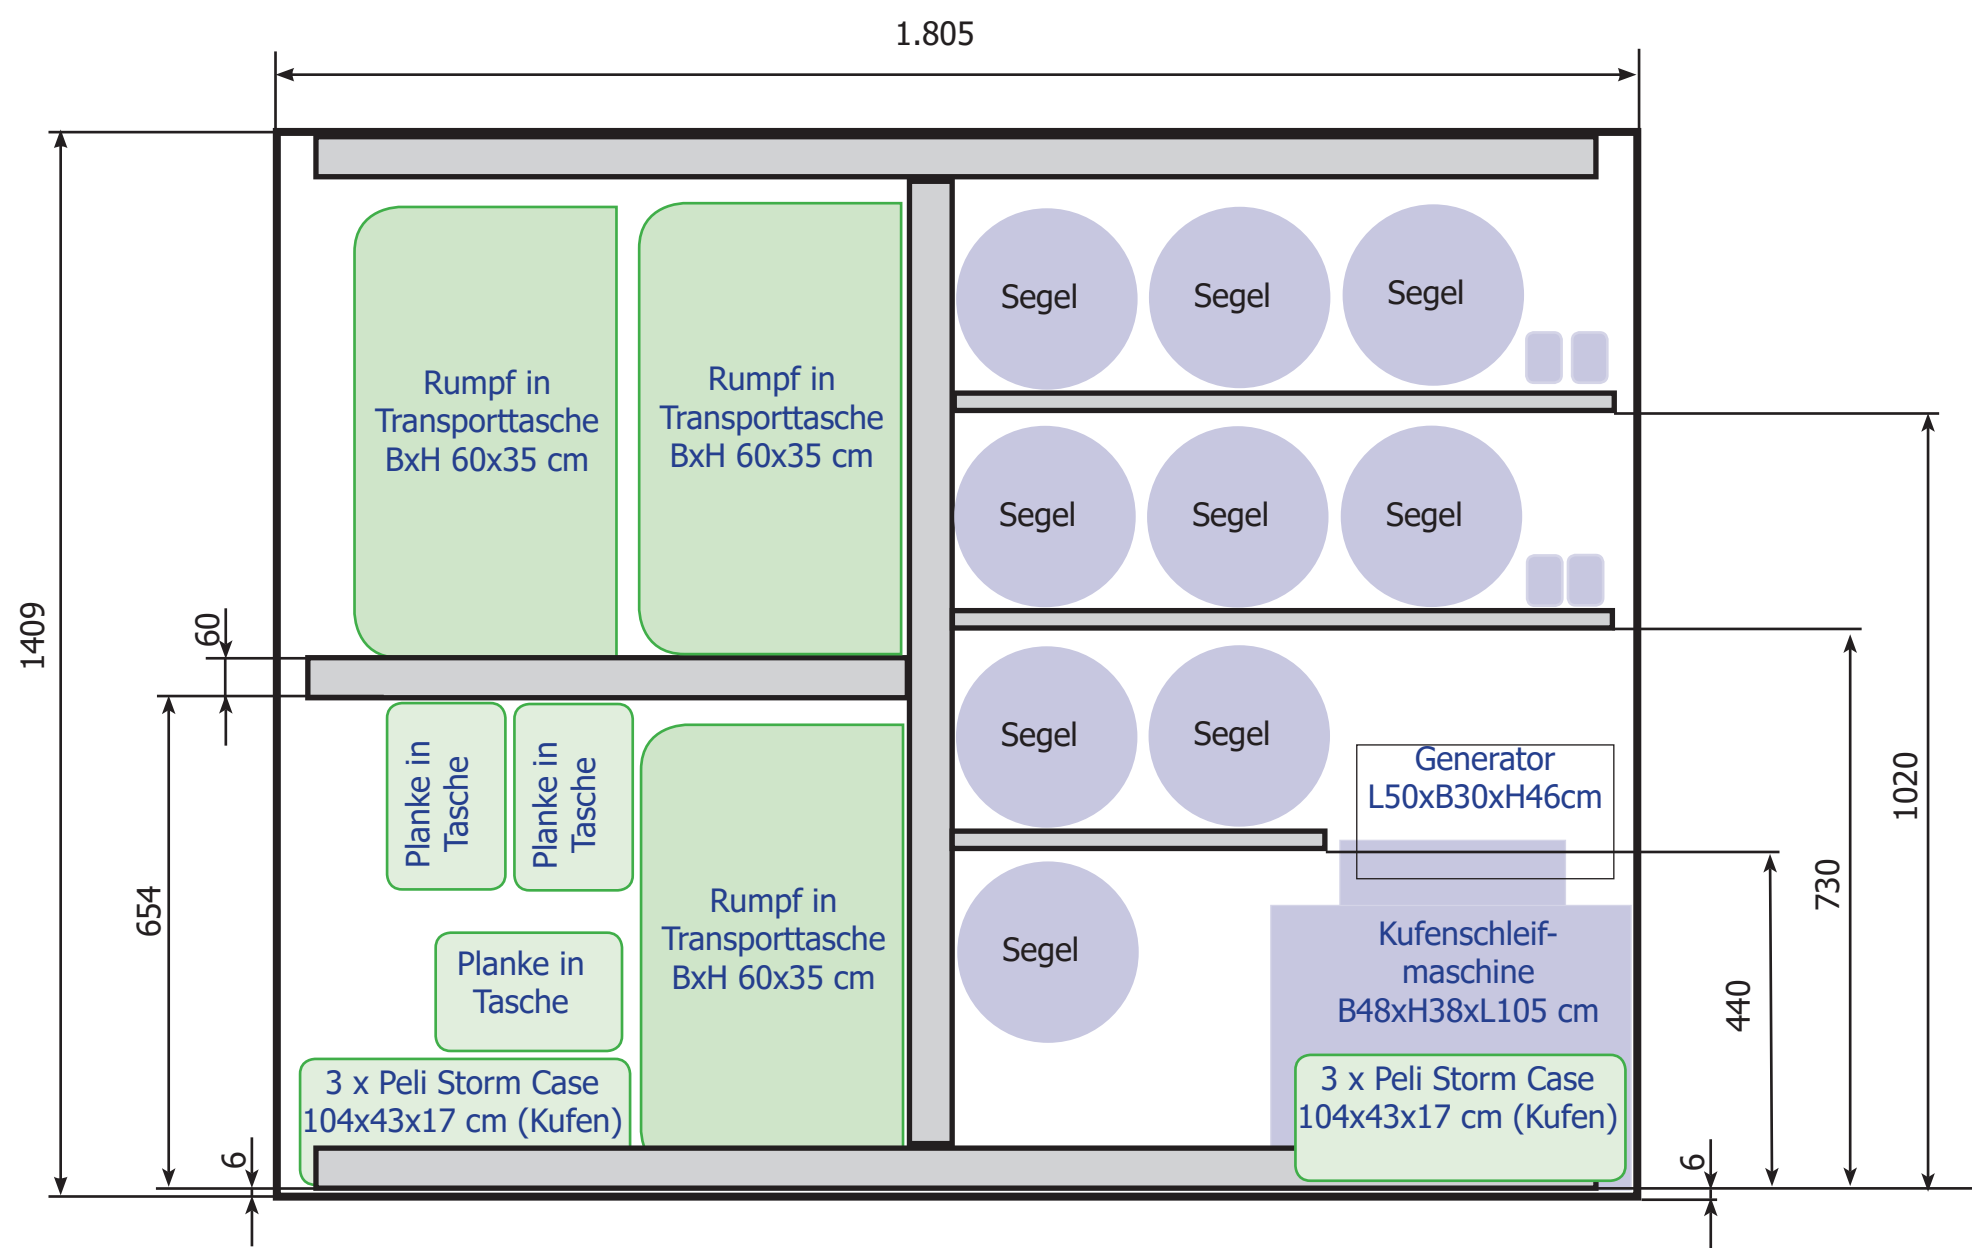 1.805
1409
60
654
6
Rumpf in
Transporttasche
BxH 60x35 cm
Rumpf in
Transporttasche
BxH 60x35 cm
Segel
Segel
Segel
Segel
Segel
Segel
Planke in
Tasche
Planke in
Tasche
Planke in
Tasche
Rumpf in
Transporttasche
BxH 60x35 cm
3 x Peli Storm Case
104x43x17 cm (Kufen)
Segel
Segel
Generator
L50xB30xH46cm
Segel
Kufenschleif-
maschine
B48xH38xL105 cm
3 x Peli Storm Case
104x43x17 cm (Kufen)
6
440
730
1020